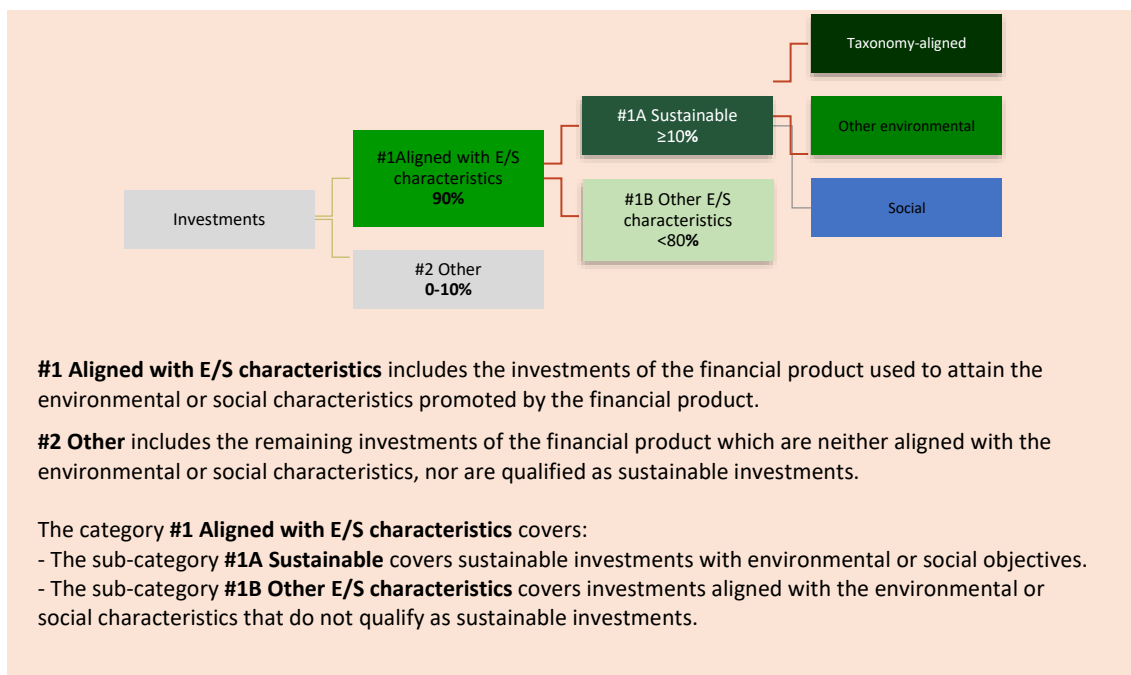 Taxonomy-aligned
#1A Sustainable
≥10%
Other environmental
#1Aligned with E/S
characteristics
90%
#1B Other E/S
characteristics
<80%
Social
Investments
#2 Other
0-10%
#1 Aligned with E/S characteristics includes the investments of the financial product used to attain the
environmental or social characteristics promoted by the financial product.
#2 Other includes the remaining investments of the financial product which are neither aligned with the
environmental or social characteristics, nor are qualified as sustainable investments.
The category #1 Aligned with E/S characteristics covers:
- The sub-category #1A Sustainable covers sustainable investments with environmental or social objectives.
- The sub-category #1B Other E/S characteristics covers investments aligned with the environmental or
social characteristics that do not qualify as sustainable investments.